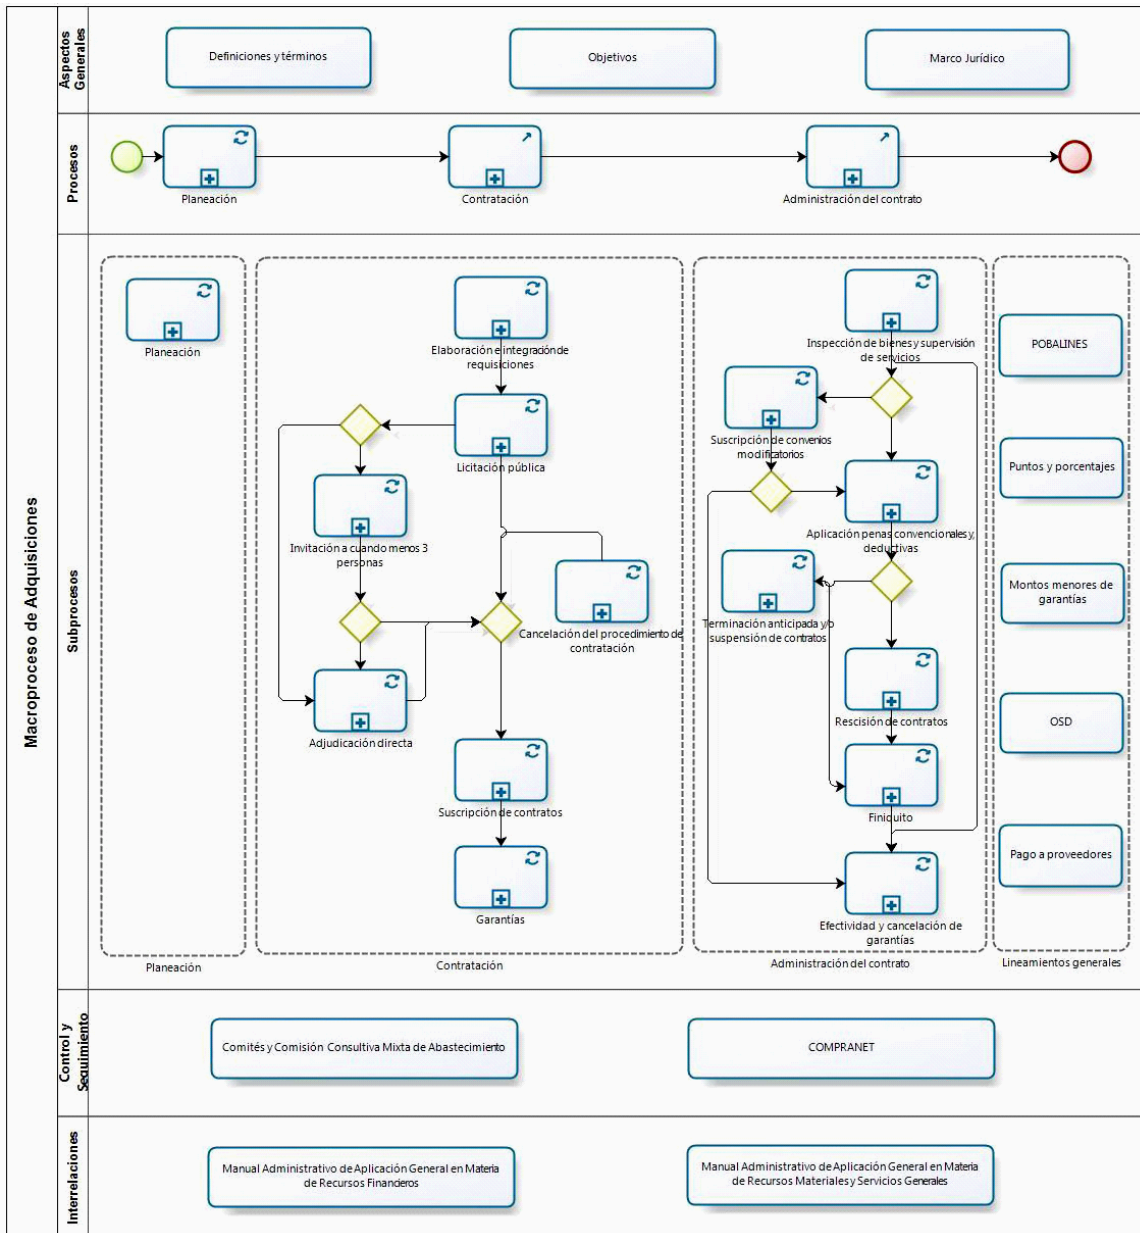 Macroproceso de Adquisiciones
Aspectos
Generales
Definiciones y términos
Objetivos
Marco Jurídico
Procesos
Planeación
Contratación
Administración del contrato
Subprocesos
Planeación
Planeación
Elaboración e integración de
requisiciones
Licitación pública
Invitación a cuando menos 3
personas
Cancelación del procedimiento de
contratación
Adjudicación directa
Suscripción de contratos
Garantías
Contratación
Inspección de bienes y supervisión
de servicios
Suscripción de convenios
modificatorios
Aplicación penas convencionales y,
deductivas
Terminación anticipada y/o
suspensión de contratos
Rescisión de contratos
Finiquito
Efectividad y cancelación de
garantías
Administración del contrato
POBALINES
Puntos y porcentajes
Montos menores de
garantías
OSD
Pago a proveedores
Lineamientos generales
Control y
Seguimiento
Comités y Comisión Consultiva Mixta de Abastecimiento
COMPRANET
Interrelaciones
Manual Administrativo de Aplicación General en Materia
de Recursos Financieros
Manual Administrativo de Aplicación General en Materia
de Recursos Materiales y Servicios Generales